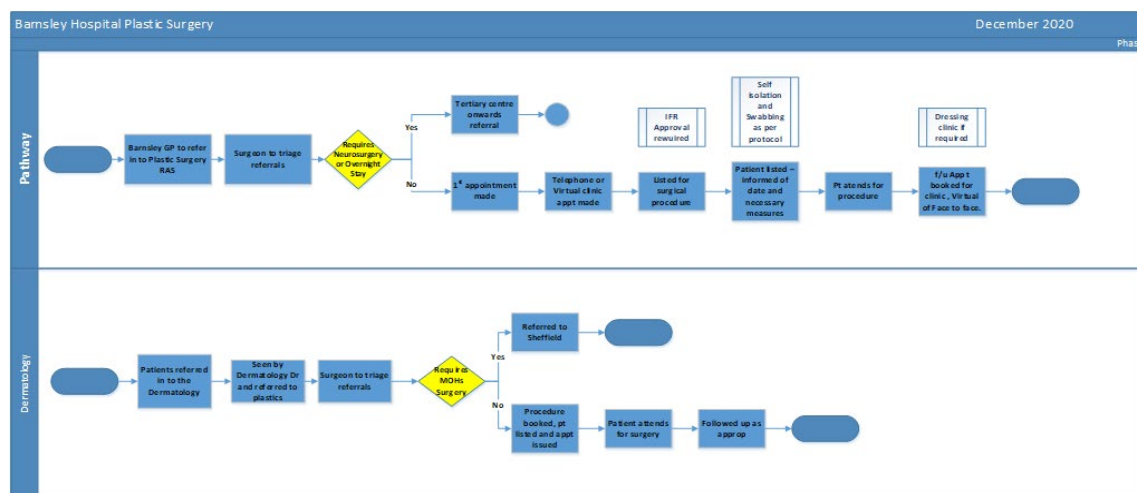 Barnsley Hospital Plastic Surgery
December 2020
Phas
Pathway
Barnsley GP to refer
in to Plastic Surgery
RAS
Surgeon to triage
referrals
Requires
Neurosurgery
or Overnight
Stay
Yes
No
Tertiary centre
onwards
referral
1st appointment
made
Telephone or
Virtual clinic
appt made
IFR
Approval
rewuired
Listed for
surgical
procedure
Self
Isolation
and
Swabbing
as per
protocol
Patient listed –
informed of
date and
necessary
measures
Pt atends for
procedure
Dressing
clinic if
required
f/u Appt
booked for
clinic, Virtual
of Face to face.
Dermatology
Patients referred
in to the
Dermatology
Seen by
Dermatology Dr
and referred to
plastics
Surgeon to triage
referrals
Requires
MOHs
Surgery
Yes
No
Referred to
Sheffield
Procedure
booked, pt
listed and appt
issued
Patient attends
for surgery
Followed up as
approp